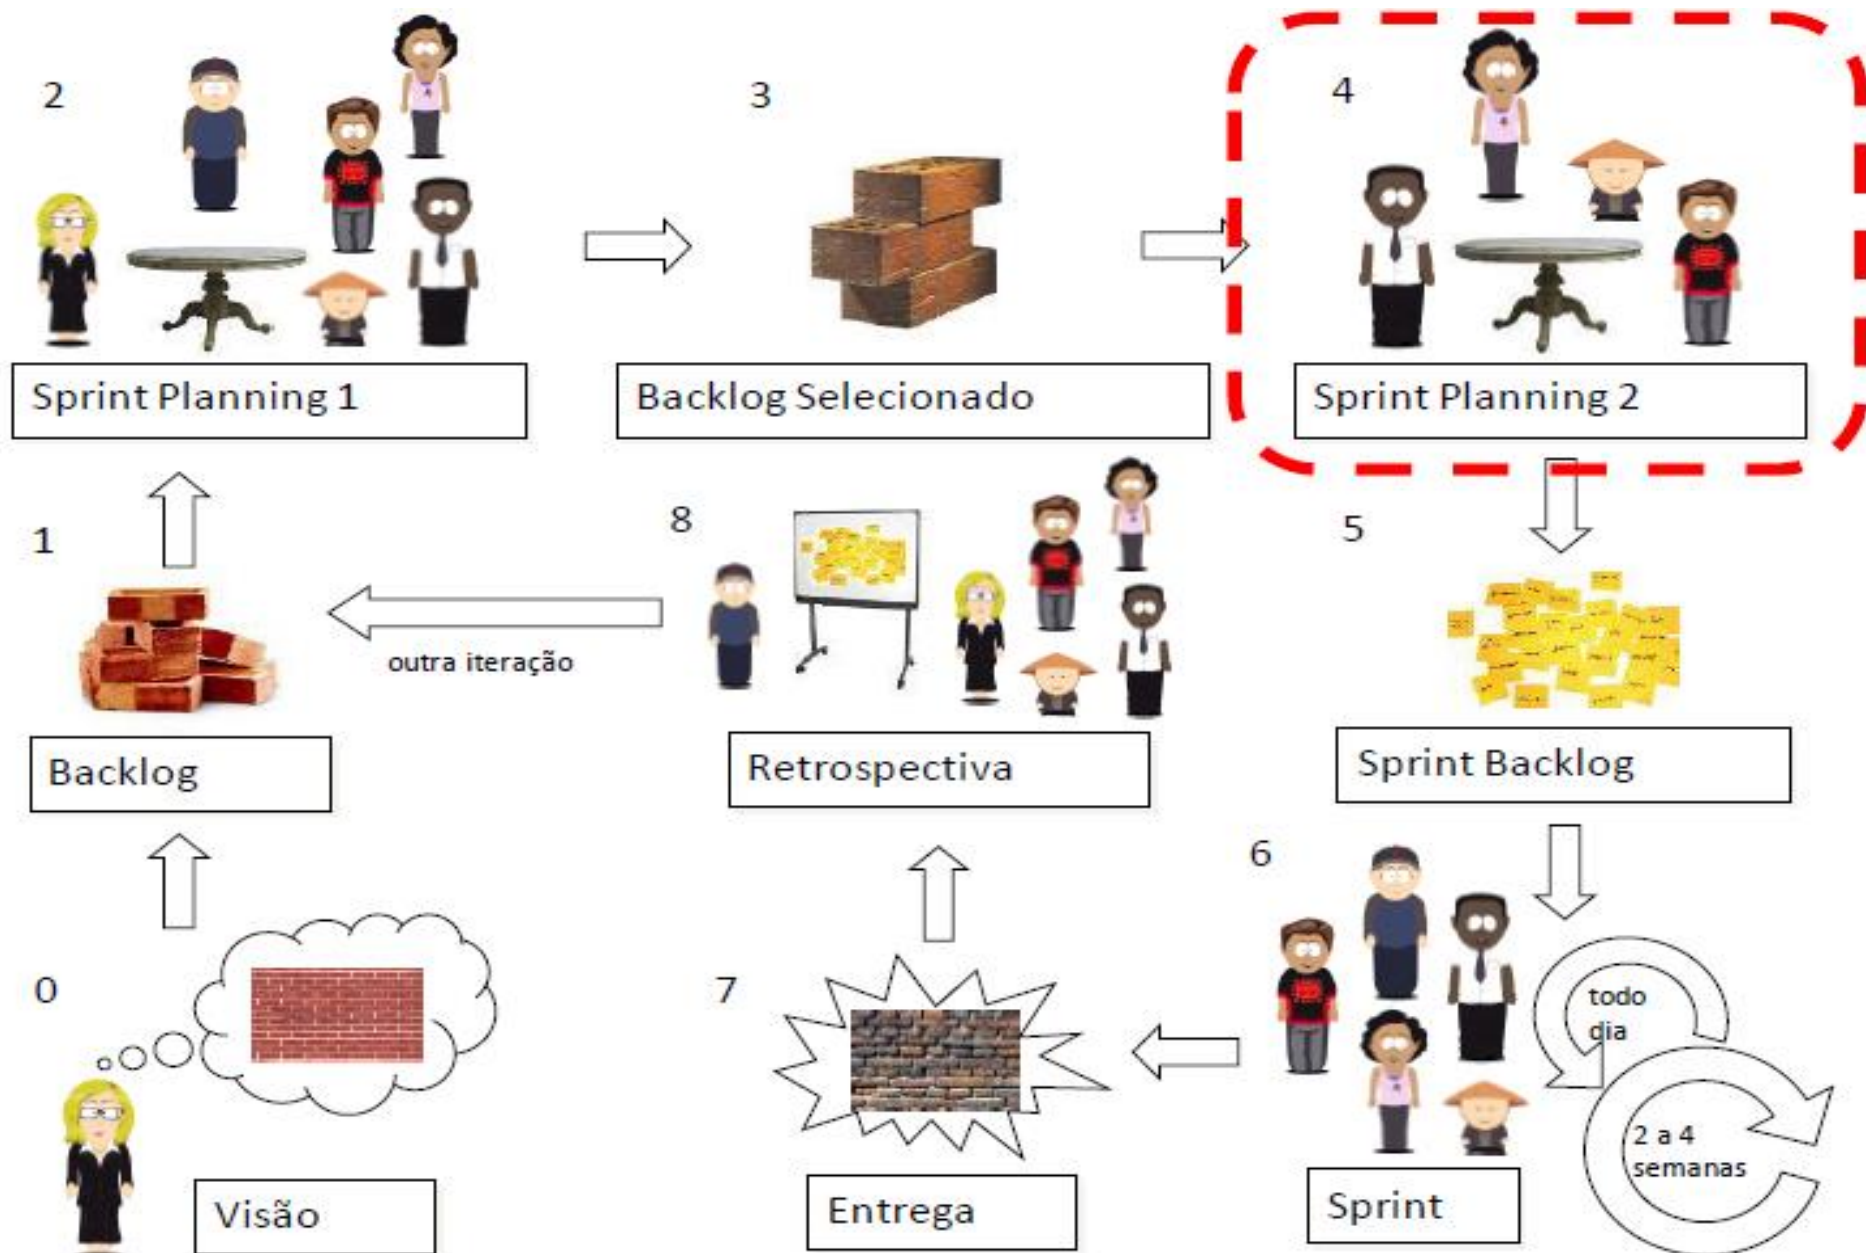 2
3
4
Sprint Planning 1
Backlog Selecionado
Sprint Planning 2
1
8
5
outra iteração
Backlog
Retrospectiva
Sprint Backlog
6
0
7
todo
dia
2 a 4
semanas
Visão
Entrega
Sprint